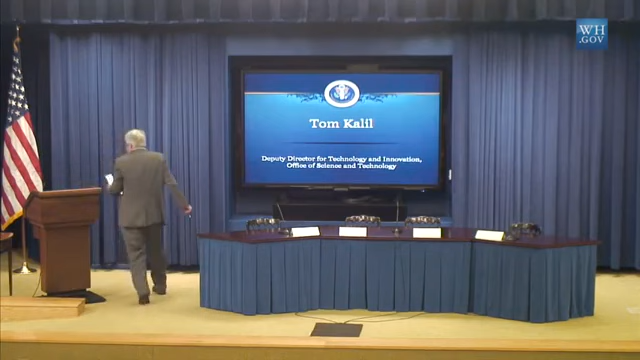 WH
.GOV
Tom Kalil
Deputy Director for Technology and Innovation,
Office of Science and Technology